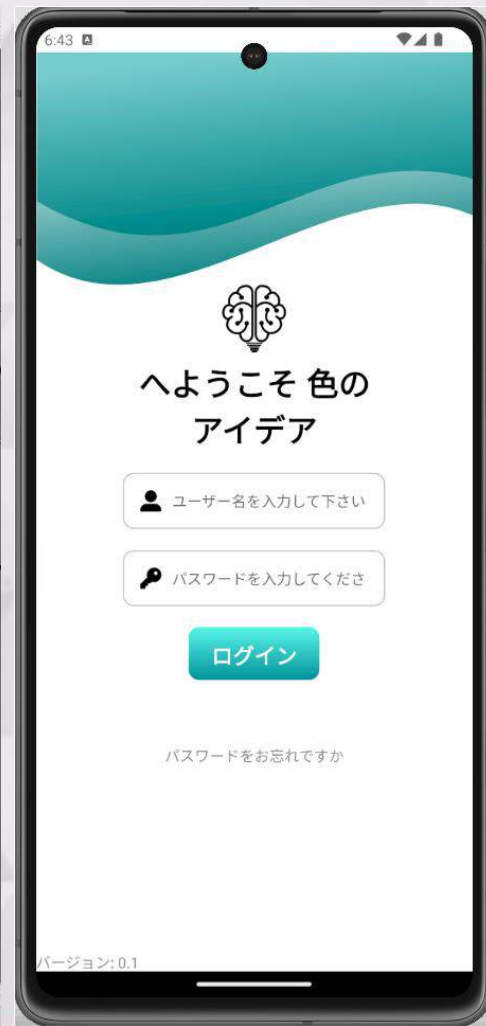 6:43
へようこそ 色の
アイデア
ユーザー名を入力して下さい
パスワードを入力してくださ
ログイン
パスワードをお忘れですか
バージョン: 0.1